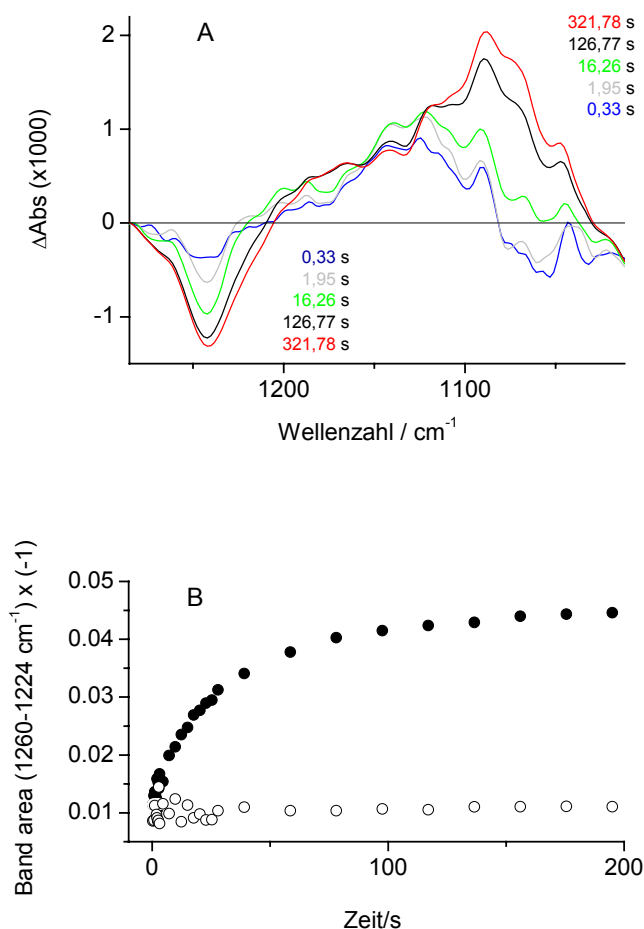 A
321,78 s
126,77 s
16,26 s
1,95 s
0,33 s
2
1
0
-1
ΔAbs (x1000)
0,33 s
1,95 s
16,26 s
126,77 s
321,78 s
1200
1100
Wellenzahl / cm⁻¹
B
0.05
0.04
0.03
0.02
0.01
Band area (1260-1224 cm⁻¹) x (-1)
0
100
200
Zeit/s